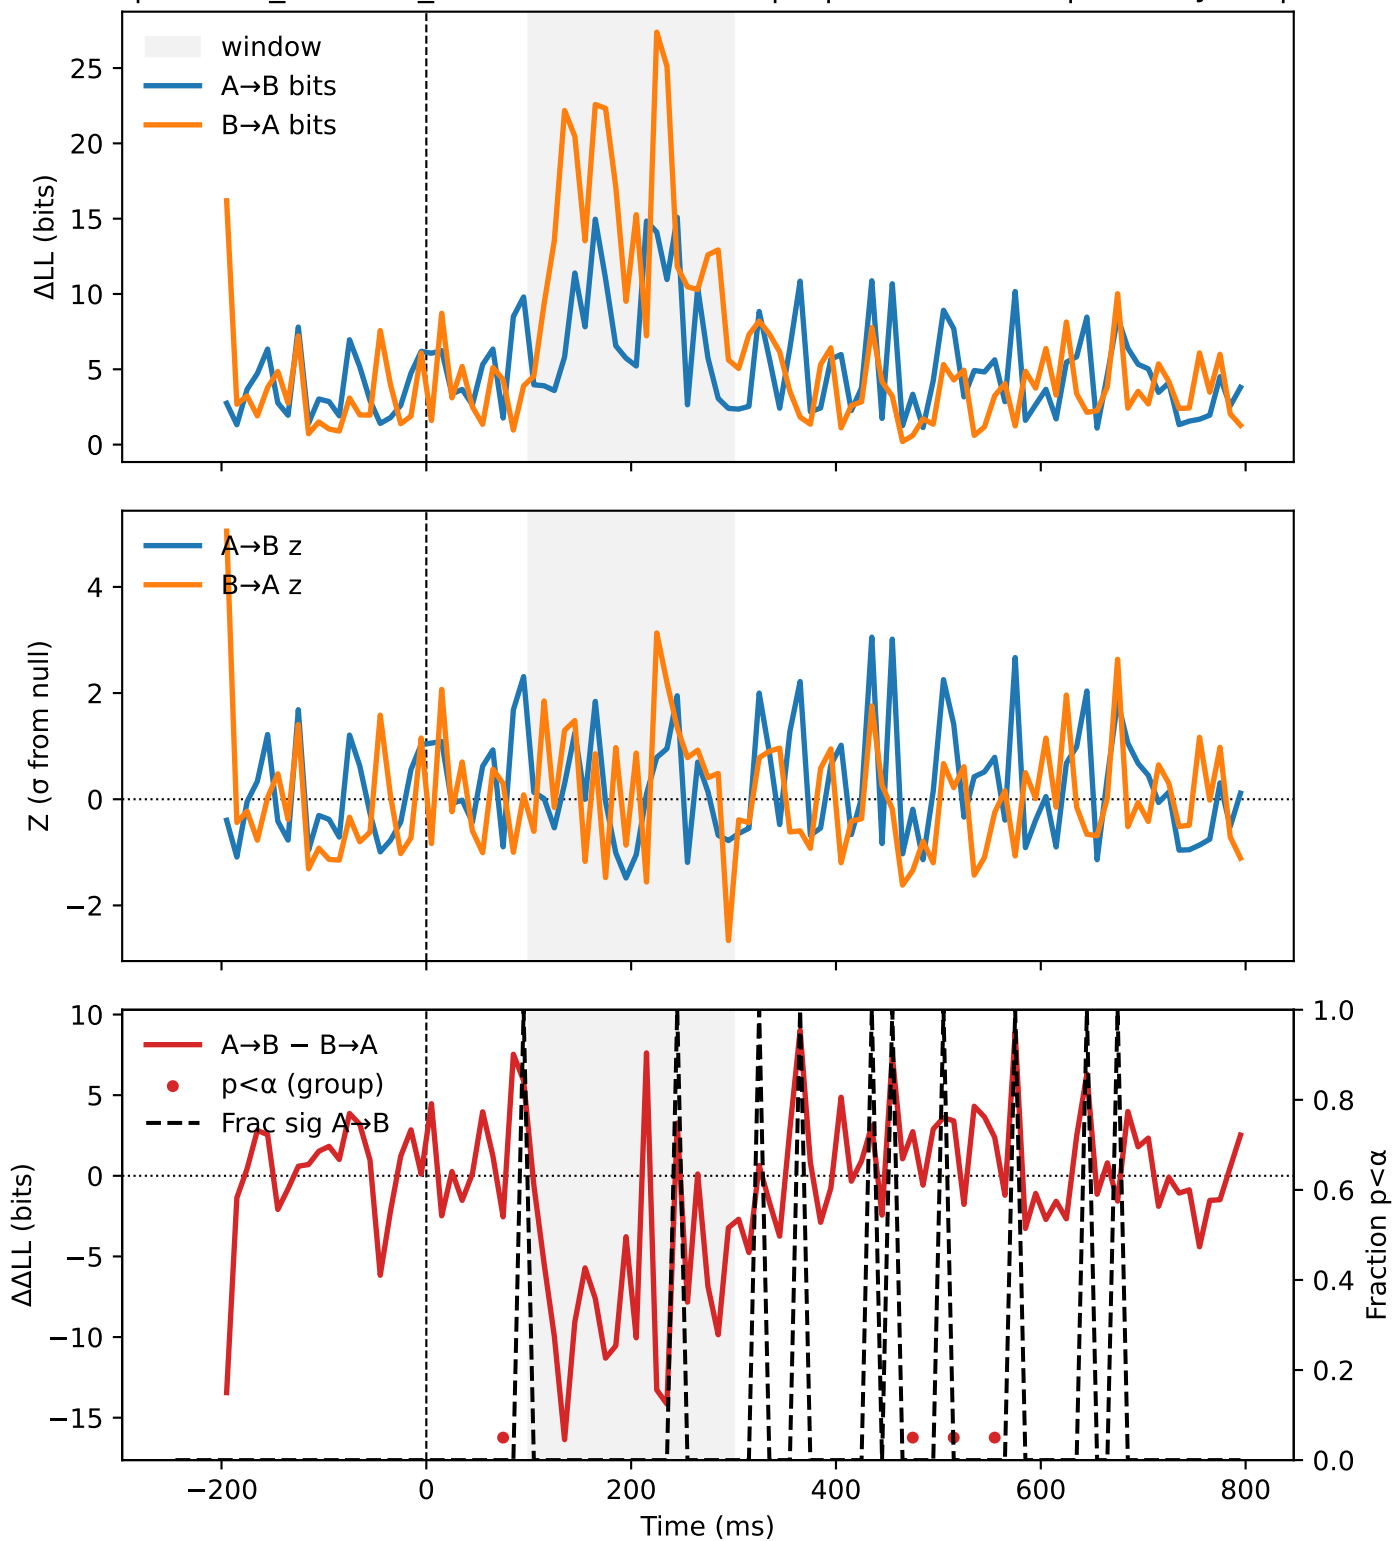 window
A→B bits
B→A bits
25
20
15
10
5
0
ΔLL (bits)
A→B z
B→A z
4
2
0
−2
Z (σ from null)
A→B − B→A
p<α (group)
Frac sig A→B
10
5
0
−5
−10
−15
ΔΔLL (bits)
1.0
0.8
0.6
0.4
0.2
0.0
Fraction p<α
−200 0 200 400 600 800
Time (ms)